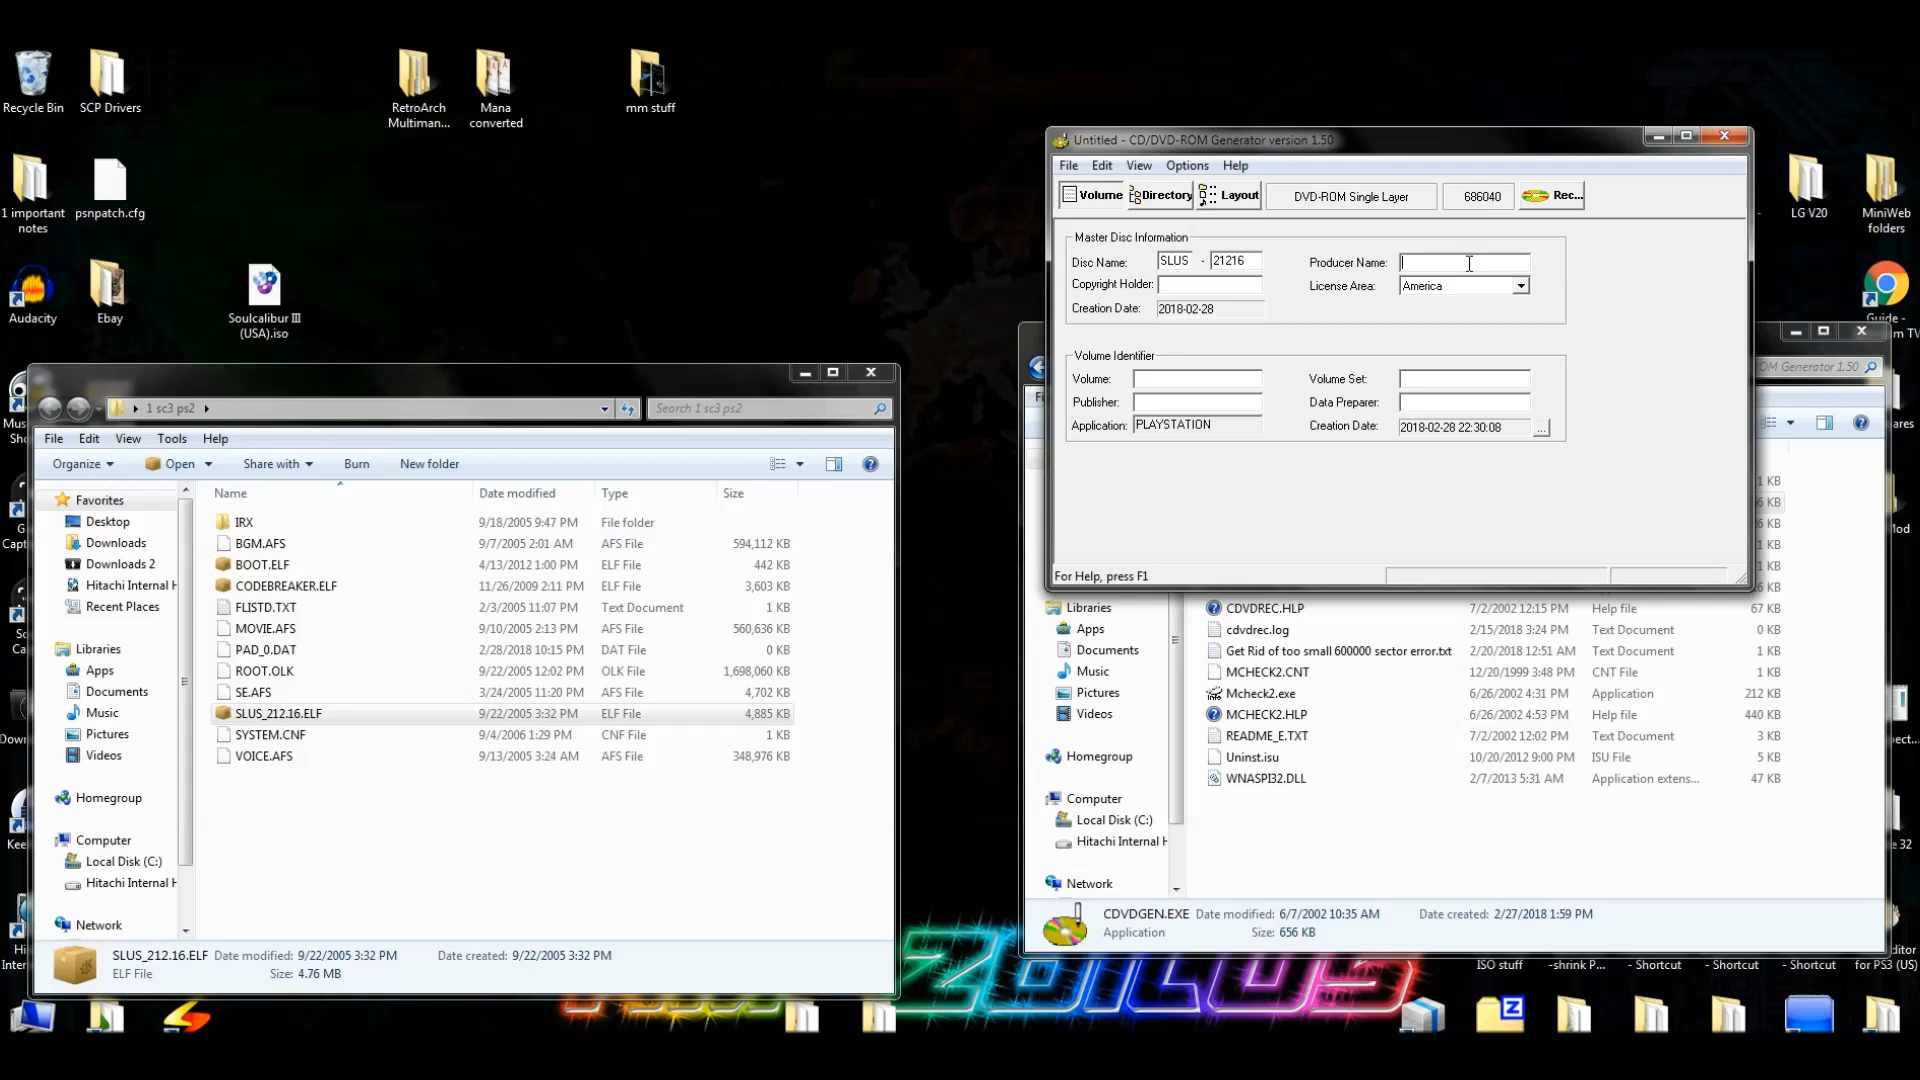 Recycle Bin
SCP Drivers
RetroArch
Multiman...
Mana
converted
mm stuff
1 important
notes
psnpatch.cfg
Audacity
Ebay
Soulcalibur III
(USA).iso
LG V20
MiniWeb
folders
Guide -
Untitled - CD/DVD-ROM Generator version 1.50
File Edit View Options Help
Volume Directory Layout DVD-ROM Single Layer 686040 Rec...
Master Disc Information
Disc Name: SLUS - 21216 Producer Name:
Copyright Holder: License Area: America
Creation Date: 2018-02-28
Volume Identifier
Volume: Volume Set:
Publisher: Data Preparer:
Application: PLAYSTATION Creation Date: 2018-02-28 22:30:08 ...
For Help, press F1
1 sc3 ps2
Search 1 sc3 ps2
File Edit View Tools Help
Organize Open Share with Burn New folder
Name Date modified Type Size
IRX 9/18/2005 9:47 PM File folder
BGM.AFS 9/7/2005 2:01 AM AFS File 594,112 KB
BOOT.ELF 4/13/2012 1:00 PM ELF File 442 KB
CODEBREAKER.ELF 11/26/2009 2:11 PM ELF File 3,603 KB
FLISTD.TXT 2/3/2005 11:07 PM Text Document 1 KB
MOVIE.AFS 9/10/2005 2:13 PM AFS File 560,636 KB
PAD_0.DAT 2/28/2018 10:15 PM DAT File 0 KB
ROOT.OLK 9/22/2005 12:02 PM OLK File 1,698,060 KB
SE.AFS 3/24/2005 11:20 PM AFS File 4,702 KB
SLUS_212.16.ELF 9/22/2005 3:32 PM ELF File 4,885 KB
SYSTEM.CNF 9/4/2006 1:29 PM CNF File 1 KB
VOICE.AFS 9/13/2005 3:24 AM AFS File 348,976 KB
Favorites
Desktop
Downloads
Downloads 2
Hitachi Internal H
Recent Places
Libraries
Apps
Documents
Music
Pictures
Videos
Homegroup
Computer
Local Disk (C:)
Hitachi Internal H
Network
SLUS_212.16.ELF Date modified: 9/22/2005 3:32 PM Date created: 9/22/2005 3:32 PM
ELF File Size: 4.76 MB
OM Generator 1.50
1 KB
Libraries
Apps
Documents
Music
Pictures
Videos
Homegroup
Computer
Local Disk (C:)
Hitachi Internal H
Network
CDVDREC.HLP 7/2/2002 12:15 PM Help file 67 KB
cdvdrec.log 2/15/2018 3:24 PM Text Document 0 KB
Get Rid of too small 600000 sector error.txt 2/20/2018 12:51 AM Text Document 1 KB
MCHECK2.CNT 12/20/1999 3:48 PM CNT File 1 KB
Mcheck2.exe 6/26/2002 4:31 PM Application 212 KB
MCHECK2.HLP 6/26/2002 4:53 PM Help file 440 KB
README_E.TXT 7/2/2002 12:02 PM Text Document 3 KB
Uninst.isu 10/20/2012 9:00 PM ISU File 5 KB
WNASPI32.DLL 2/7/2013 5:31 AM Application extens... 47 KB
CDVDGEN.EXE Date modified: 6/7/2002 10:35 AM Date created: 2/27/2018 1:59 PM
Application Size: 656 KB
ISO stuff
-shrink P...
- Shortcut
- Shortcut
- Shortcut
for PS3 (US)